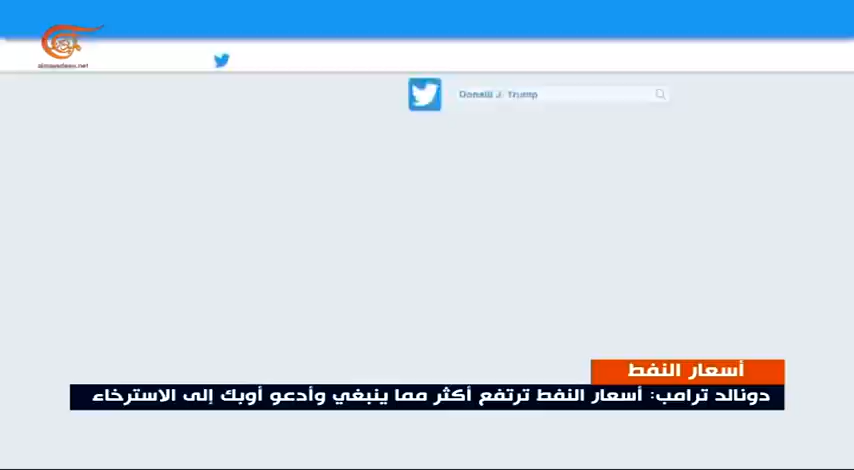 almayadeen.net
Donald J. Trump
أسعار النفط
دونالد ترامب: أسعار النفط ترتفع أكثر مما ينبغي وأدعو أوبك إلى الاسترخاء